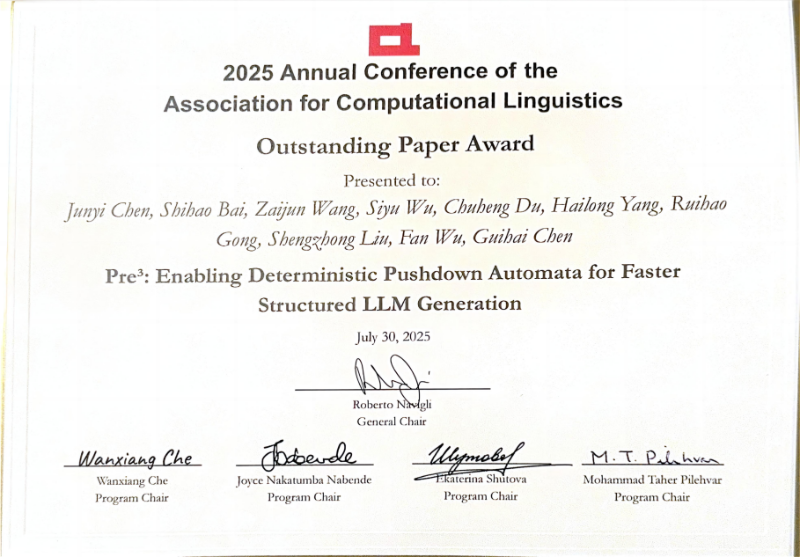 2025 Annual Conference of the
Association for Computational Linguistics
Outstanding Paper Award
Presented to:
Junyi Chen, Shihao Bai, Zaijun Wang, Siyu Wu, Chuheng Du, Hailong Yang, Ruihao
Gong, Shengzhong Liu, Fan Wu, Guihai Chen
Pre³: Enabling Deterministic Pushdown Automata for Faster
Structured LLM Generation
July 30, 2025
Roberto Navigli
General Chair
Wanxiang Che
M. T. Pilehvar
Wanxiang Che
Joyce Nakatumba Nabende
Ekaterina Shutova
Mohammad Taher Pilehvar
Program Chair
Program Chair
Program Chair
Program Chair